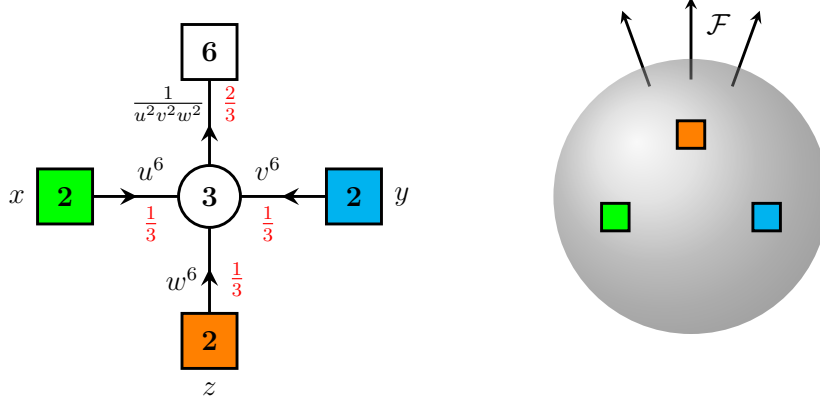 6
1/(u²v²w²) 2/3
𝓕
u⁶ v⁶
x 2 3 2 y
1/3 1/3
w⁶ 1/3
2
z